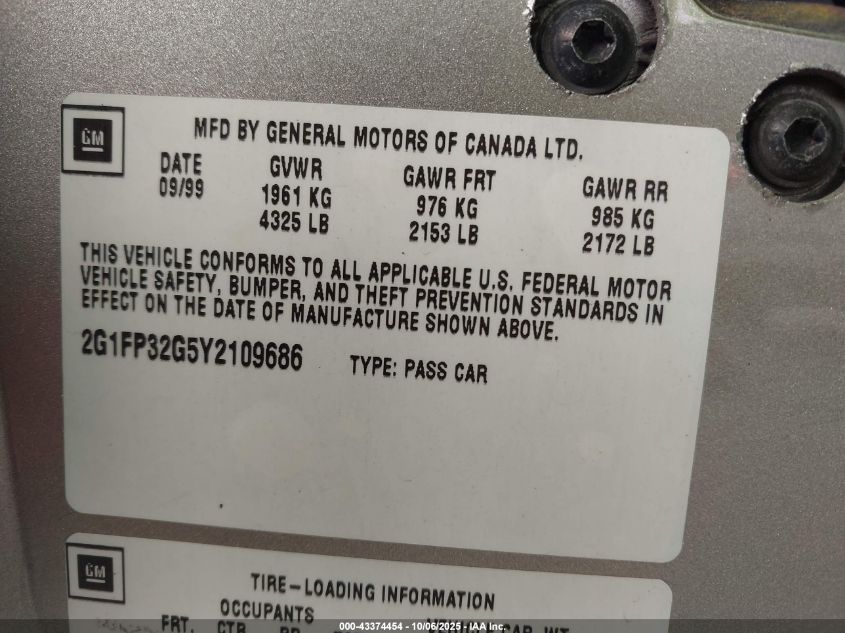 GM
MFD BY GENERAL MOTORS OF CANADA LTD.
DATE GVWR GAWR FRT GAWR RR
09/99 1961 KG 976 KG 985 KG
4325 LB 2153 LB 2172 LB
THIS VEHICLE CONFORMS TO ALL APPLICABLE U.S. FEDERAL MOTOR
VEHICLE SAFETY, BUMPER, AND THEFT PREVENTION STANDARDS IN
EFFECT ON THE DATE OF MANUFACTURE SHOWN ABOVE.
2G1FP32G5Y2109686 TYPE: PASS CAR
GM
TIRE-LOADING INFORMATION
OCCUPANTS
FRT. CTR
000-43374454 - 10/06/2025 - IAA Inc.